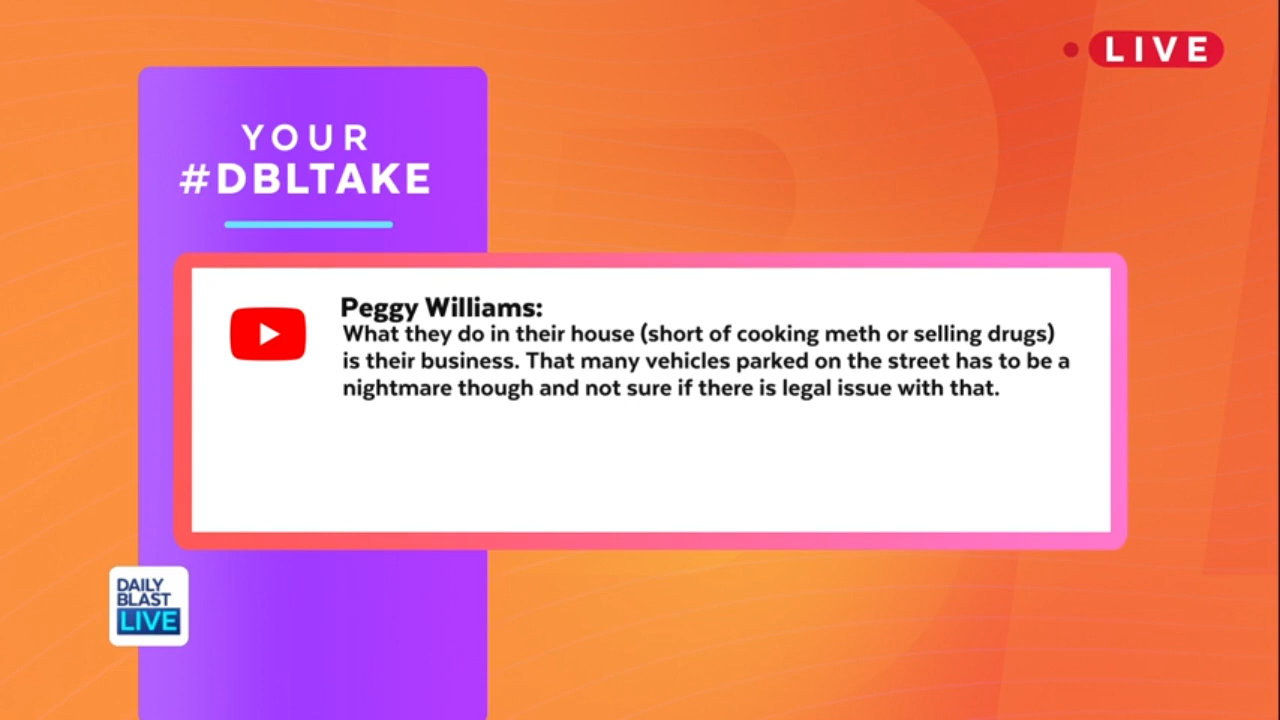 LIVE
YOUR
#DBLTAKE
Peggy Williams:
What they do in their house (short of cooking meth or selling drugs)
is their business. That many vehicles parked on the street has to be a
nightmare though and not sure if there is legal issue with that.
DAILY
BLAST
LIVE